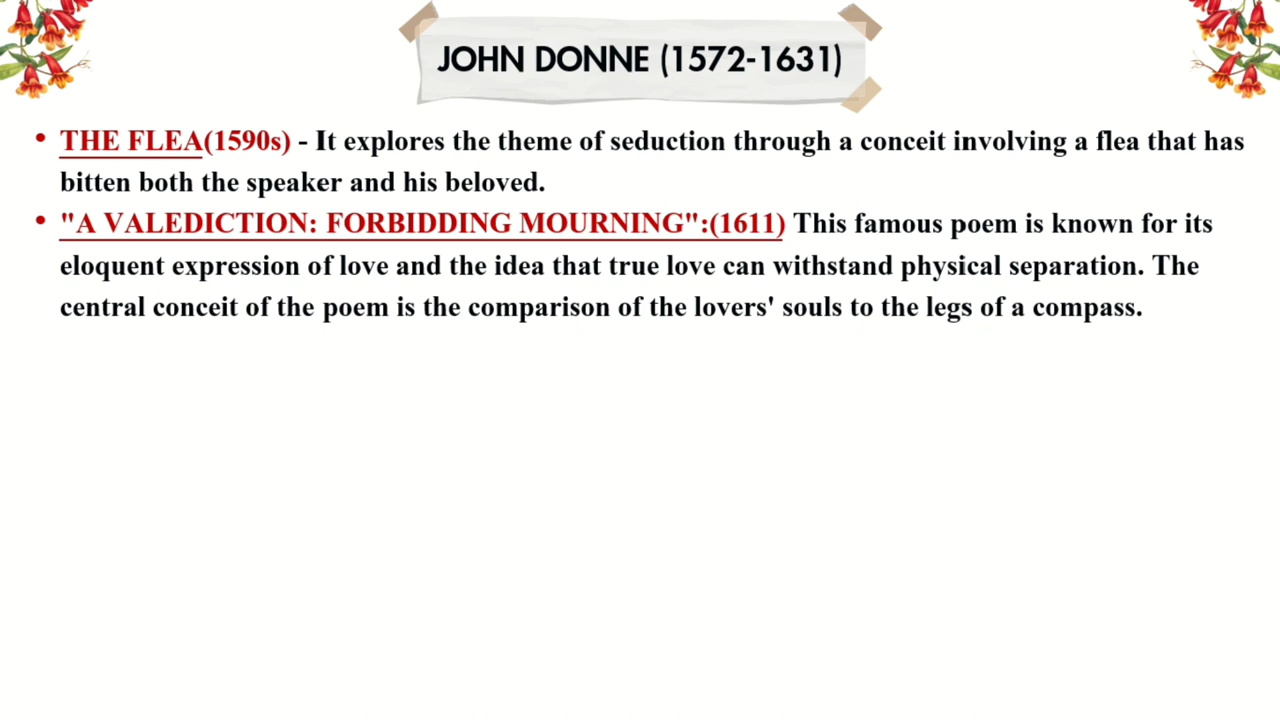 JOHN DONNE (1572-1631)
• THE FLEA(1590s) - It explores the theme of seduction through a conceit involving a flea that has
bitten both the speaker and his beloved.
• "A VALEDICTION: FORBIDDING MOURNING":(1611) This famous poem is known for its
eloquent expression of love and the idea that true love can withstand physical separation. The
central conceit of the poem is the comparison of the lovers' souls to the legs of a compass.